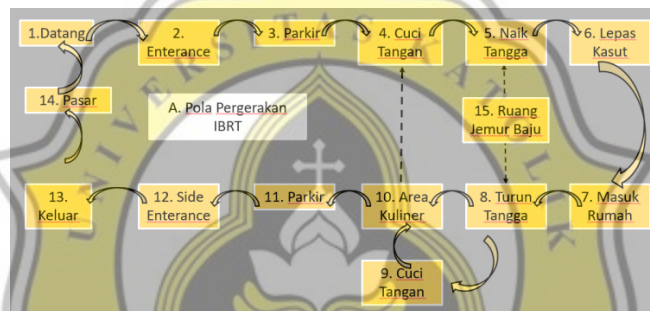 1.Datang
2.
Enterance
3. Parkir
4. Cuci
Tangan
5. Naik
Tangga
6. Lepas
Kasut
14. Pasar
A. Pola Pergerakan
IBRT
15. Ruang
Jemur Baju
13.
Keluar
12. Side
Enterance
11. Parkir
10. Area
Kuliner
8. Turun
Tangga
7. Masuk
Rumah
9. Cuci
Tangan